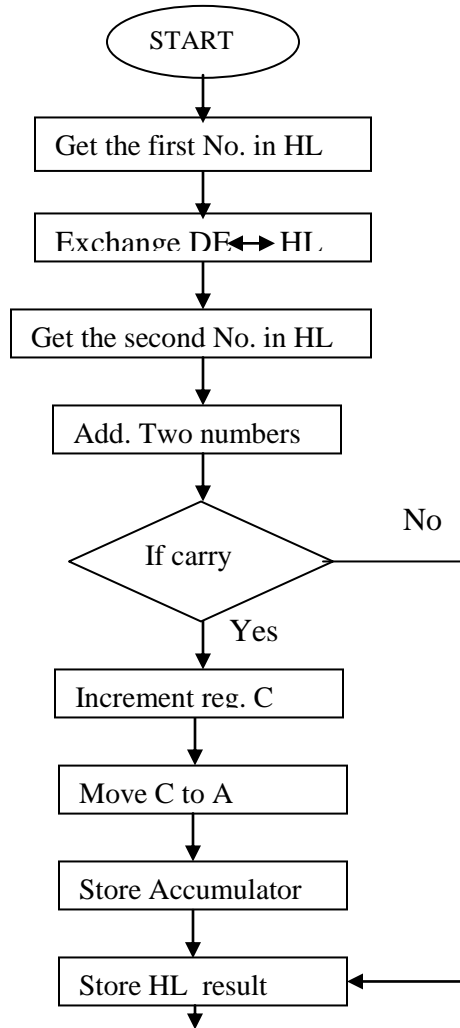 START
Get the first No. in HL
Exchange DE HL
Get the second No. in HL
Add. Two numbers
No
If carry
Yes
Increment reg. C
Move C to A
Store Accumulator
Store HL result